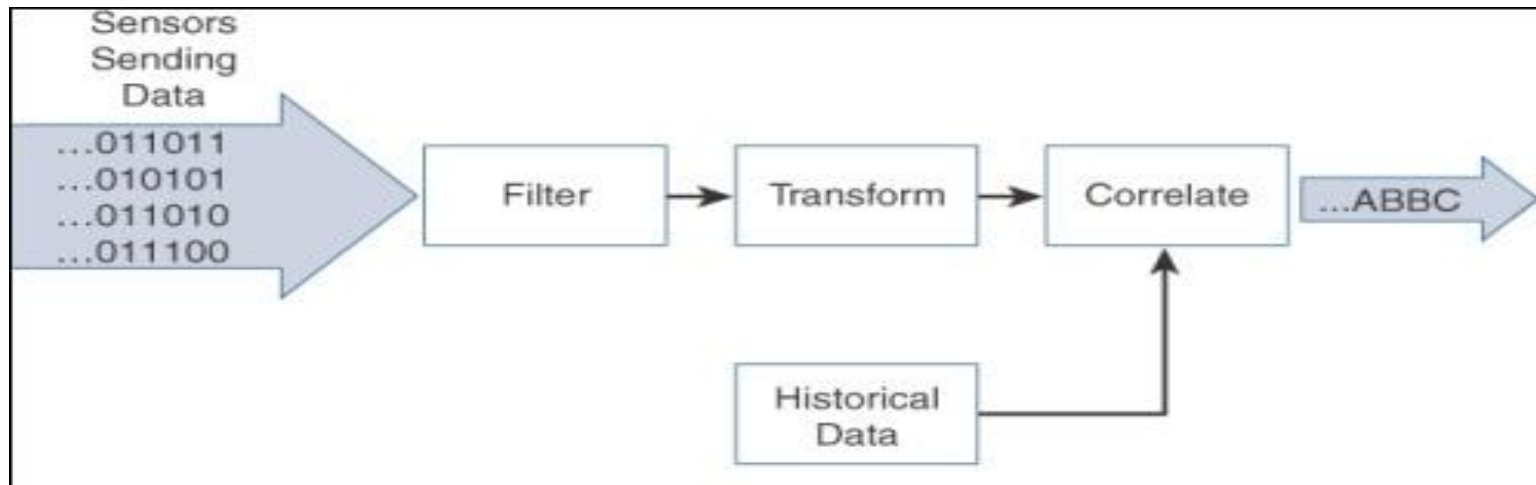 Sensors
Sending
Data
...011011
...010101
...011010
...011100
Filter
Transform
Correlate
...ABBC
Historical
Data